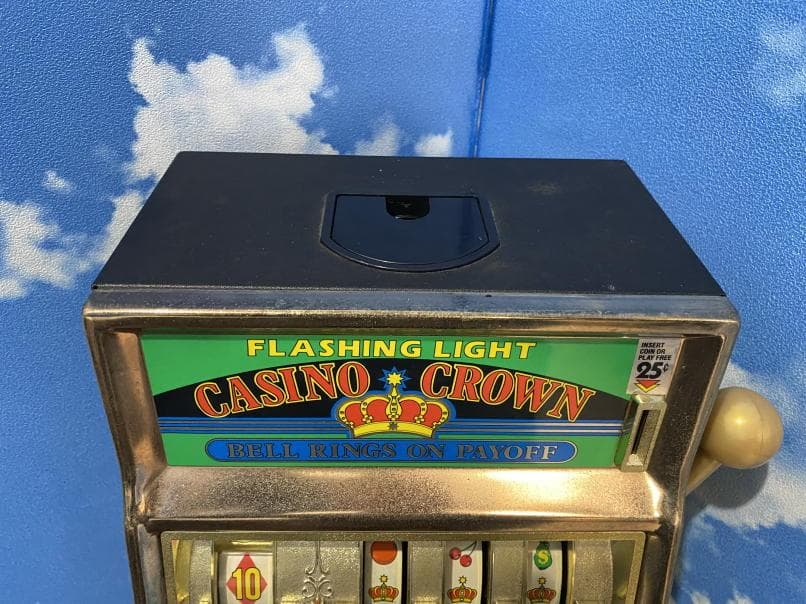 FLASHING LIGHT
CASINO CROWN
BELL RINGS ON PAYOFF
INSERT
COIN OR
PLAY FREE
25¢
10
$